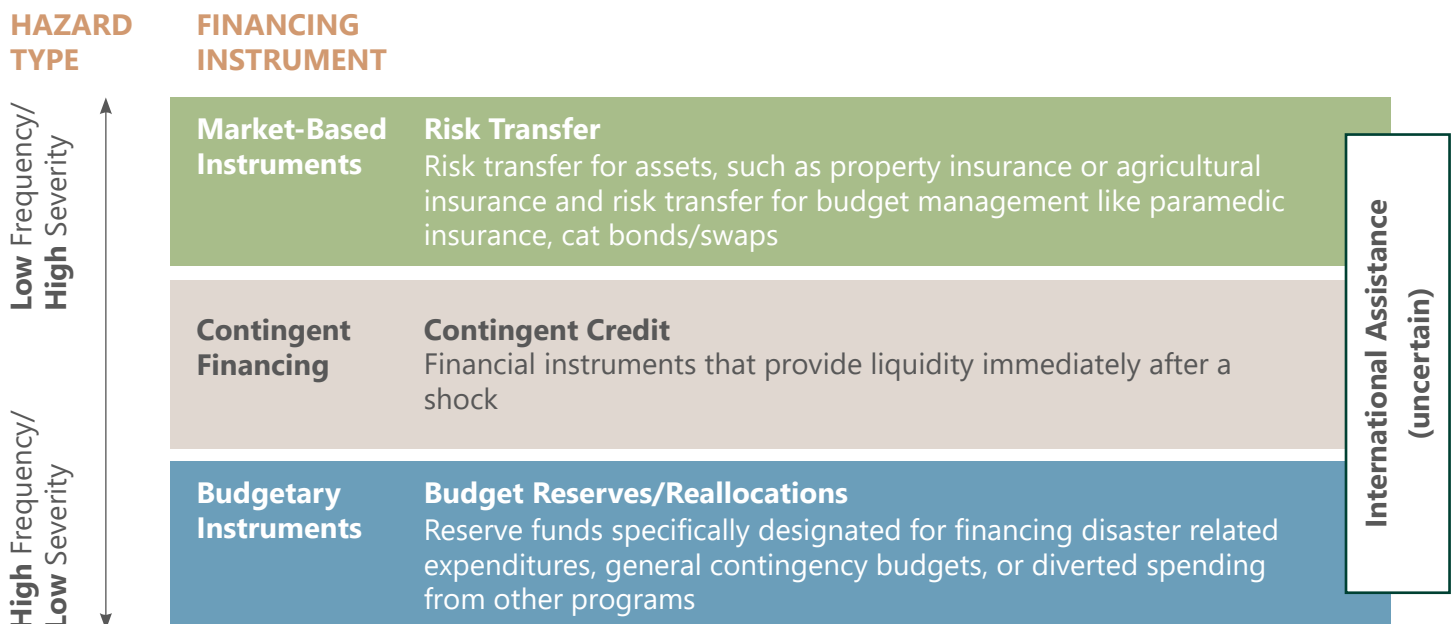 HAZARD
TYPE
FINANCING
INSTRUMENT
Low Frequency/
High Severity
Market-Based
Instruments
Risk Transfer
Risk transfer for assets, such as property insurance or agricultural
insurance and risk transfer for budget management like paramedic
insurance, cat bonds/swaps
Contingent
Financing
Contingent Credit
Financial instruments that provide liquidity immediately after a
shock
High Frequency/
Low Severity
Budgetary
Instruments
Budget Reserves/Reallocations
Reserve funds specifically designated for financing disaster related
expenditures, general contingency budgets, or diverted spending
from other programs
International Assistance
(uncertain)